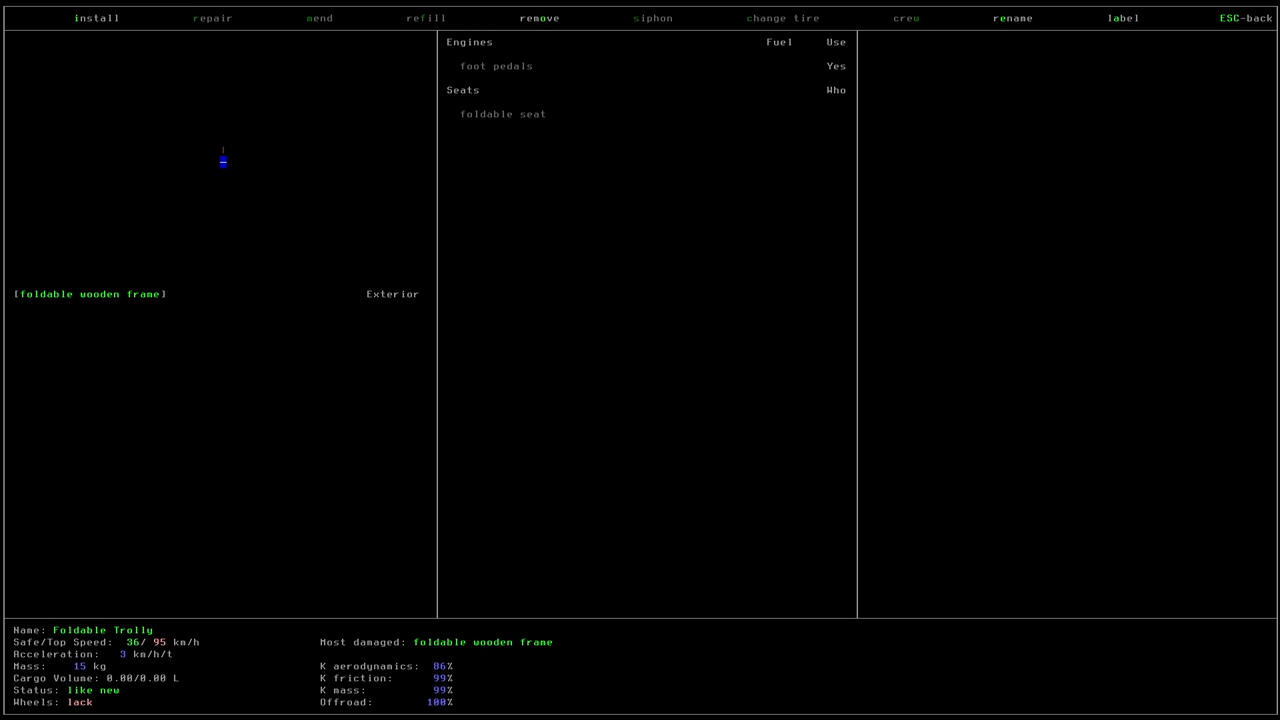 install repair mend refill remove siphon change tire crew rename label ESC-back
Engines Fuel Use
foot pedals Yes
Seats Who
foldable seat
[foldable wooden frame] Exterior
Name: Foldable Trolly
Safe/Top Speed: 36/ 95 km/h Most damaged: foldable wooden frame
Acceleration: 3 km/h/t
Mass: 15 kg K aerodynamics: 86%
Cargo Volume: 0.00/0.00 L K friction: 99%
Status: like new K mass: 99%
Wheels: lack Offroad: 100%